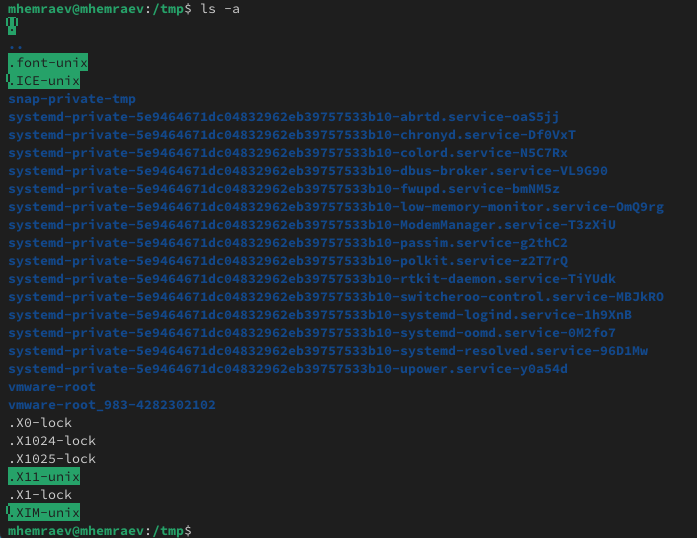 mhemraev@mhemraev:/tmp$ ls -a
.
..
.font-unix
.ICE-unix
snap-private-tmp
systemd-private-5e9464671dc04832962eb39757533b10-abrtd.service-oaS5jj
systemd-private-5e9464671dc04832962eb39757533b10-chronyd.service-Df0VxT
systemd-private-5e9464671dc04832962eb39757533b10-colord.service-N5C7Rx
systemd-private-5e9464671dc04832962eb39757533b10-dbus-broker.service-VL9G90
systemd-private-5e9464671dc04832962eb39757533b10-fwupd.service-bmNM5z
systemd-private-5e9464671dc04832962eb39757533b10-low-memory-monitor.service-OmQ9rg
systemd-private-5e9464671dc04832962eb39757533b10-ModemManager.service-T3zXiU
systemd-private-5e9464671dc04832962eb39757533b10-passim.service-g2thC2
systemd-private-5e9464671dc04832962eb39757533b10-polkit.service-z2T7rQ
systemd-private-5e9464671dc04832962eb39757533b10-rtkit-daemon.service-TiYUdk
systemd-private-5e9464671dc04832962eb39757533b10-switcheroo-control.service-MBJkRO
systemd-private-5e9464671dc04832962eb39757533b10-systemd-logind.service-1h9XnB
systemd-private-5e9464671dc04832962eb39757533b10-systemd-oomd.service-0M2fo7
systemd-private-5e9464671dc04832962eb39757533b10-systemd-resolved.service-96D1Mw
systemd-private-5e9464671dc04832962eb39757533b10-upower.service-y0a54d
vmware-root
vmware-root_983-4282302102
.X0-lock
.X1024-lock
.X1025-lock
.X11-unix
.X1-lock
.XIM-unix
mhemraev@mhemraev:/tmp$